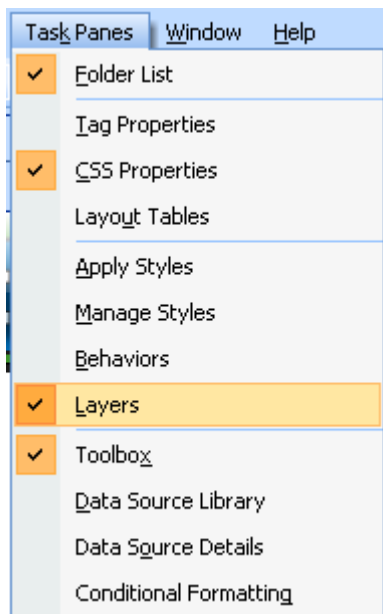 Task Panes Window Help
Folder List
Tag Properties
CSS Properties
Layout Tables
Apply Styles
Manage Styles
Behaviors
Layers
Toolbox
Data Source Library
Data Source Details
Conditional Formatting